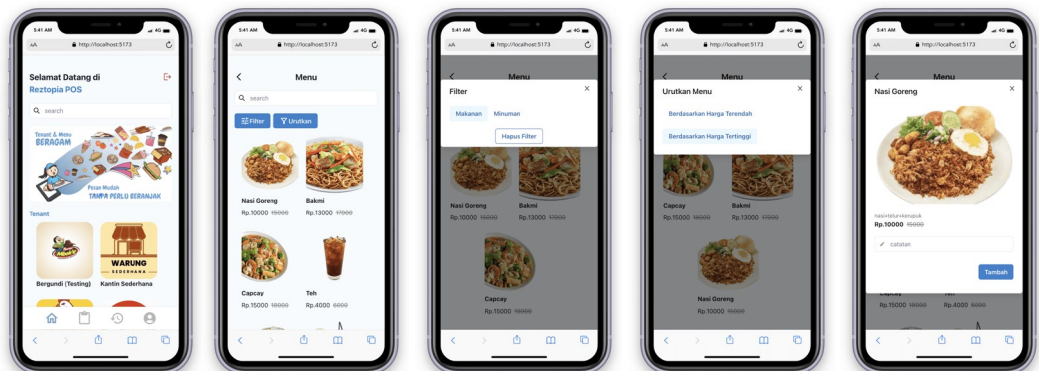 5:41 AM
4G
AA
http://localhost:5173
Selamat Datang di
Reztopia POS
search
Tenant & Menu
BERAGAM
Pesan Mudah
TANPA PERLU BERANJAK
Tenant
WARUNG
SEDERHANA
Bergundi (Testing)
Kantin Sederhana
5:41 AM
4G
AA
http://localhost:5173
Menu
search
Filter
Urutkan
Nasi Goreng
Bakmi
Rp.10000 15000
Rp.13000 17000
Capcay
Teh
Rp.15000 18000
Rp.4000 6000
5:41 AM
4G
AA
http://localhost:5173
Menu
Filter
Makanan
Minuman
Hapus Filter
Nasi Goreng
Bakmi
Rp.10000 15000
Rp.13000 17000
Capcay
Rp.15000 18000
5:41 AM
4G
AA
http://localhost:5173
Menu
Urutkan Menu
Berdasarkan Harga Terendah
Berdasarkan Harga Tertinggi
Capcay
Bakmi
Rp.15000 18000
Rp.13000 17000
Nasi Goreng
Rp.10000 15000
5:41 AM
4G
AA
http://localhost:5173
Menu
Nasi Goreng
nasi+telur+kerupuk
Rp.10000 15000
catatan
Tambah
Capcay
Teh
Rp.15000 18000
Rp.4000 6000